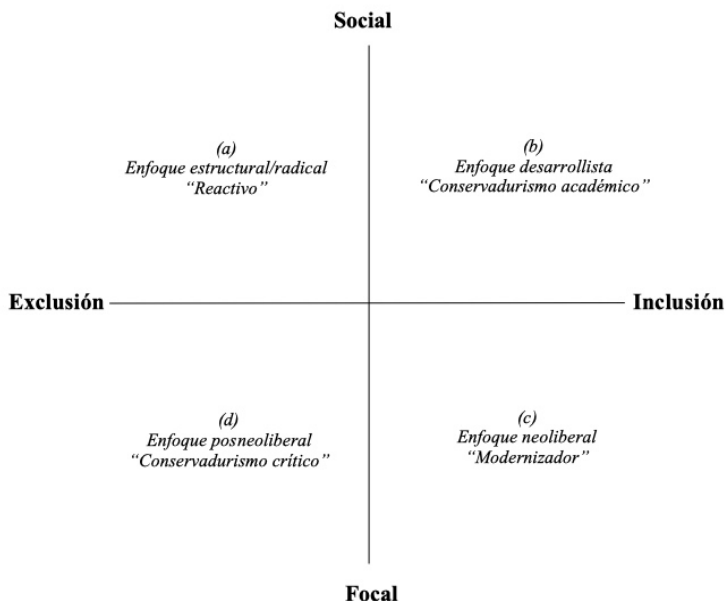 Social
(a)
Enfoque estructural/radical
“Reactivo”
(b)
Enfoque desarrollista
“Conservadurismo académico”
Exclusión
Inclusión
(d)
Enfoque posneoliberal
“Conservadurismo crítico”
(c)
Enfoque neoliberal
“Modernizador”
Focal